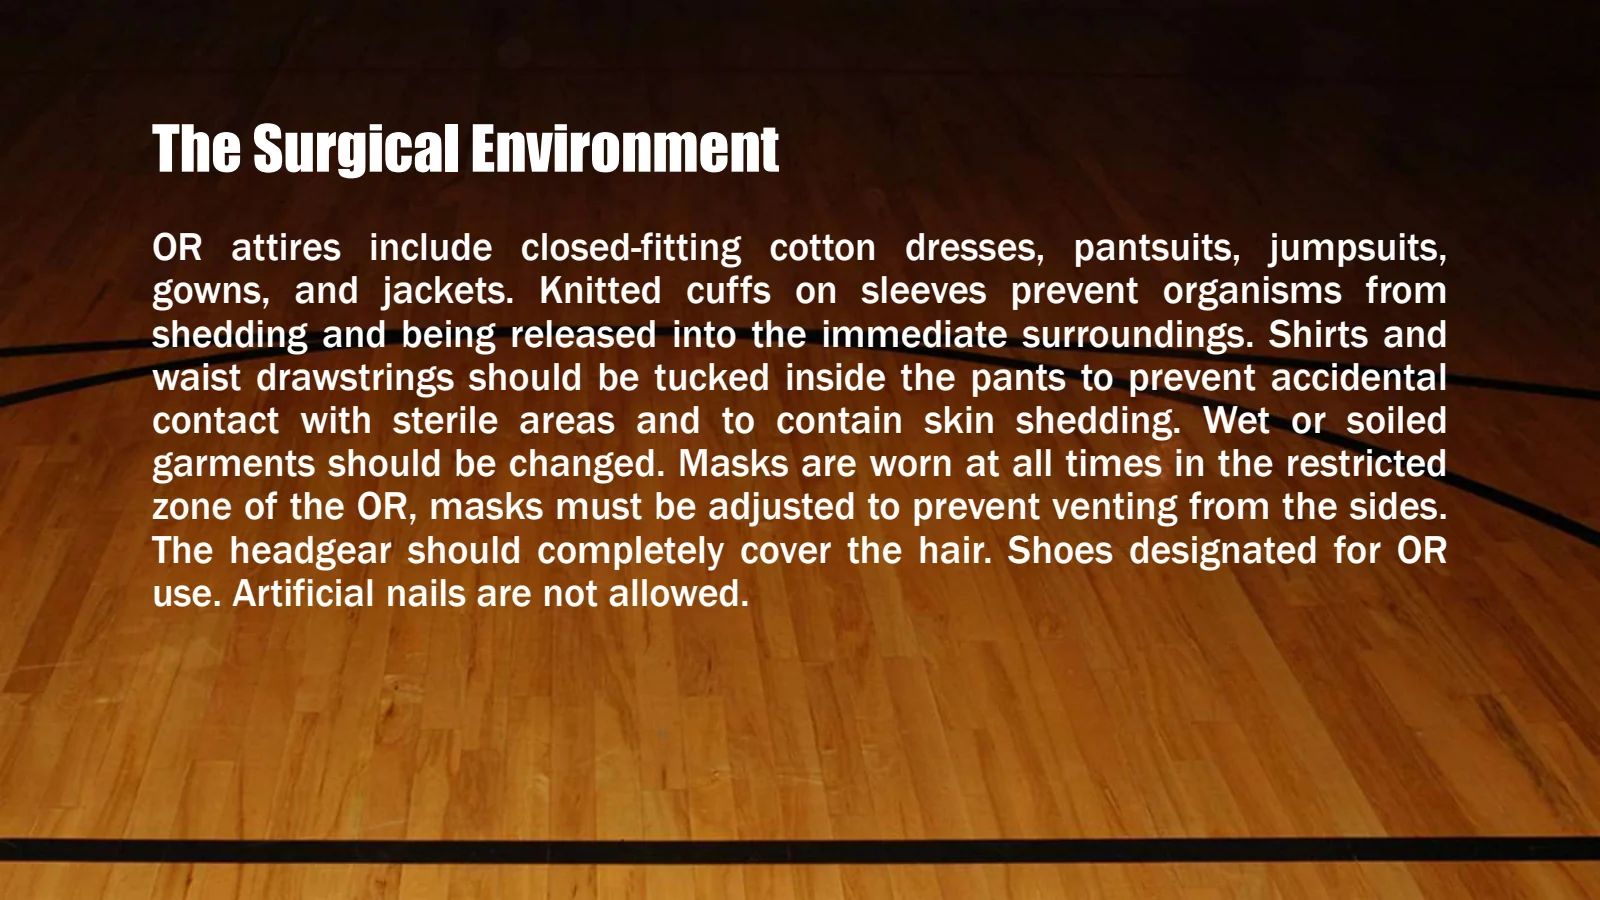 The Surgical Environment
OR attires include closed-fitting cotton dresses, pantsuits, jumpsuits,
gowns, and jackets. Knitted cuffs on sleeves prevent organisms from
shedding and being released into the immediate surroundings. Shirts and
waist drawstrings should be tucked inside the pants to prevent accidental
contact with sterile areas and to contain skin shedding. Wet or soiled
garments should be changed. Masks are worn at all times in the restricted
zone of the OR, masks must be adjusted to prevent venting from the sides.
The headgear should completely cover the hair. Shoes designated for OR
use. Artificial nails are not allowed.